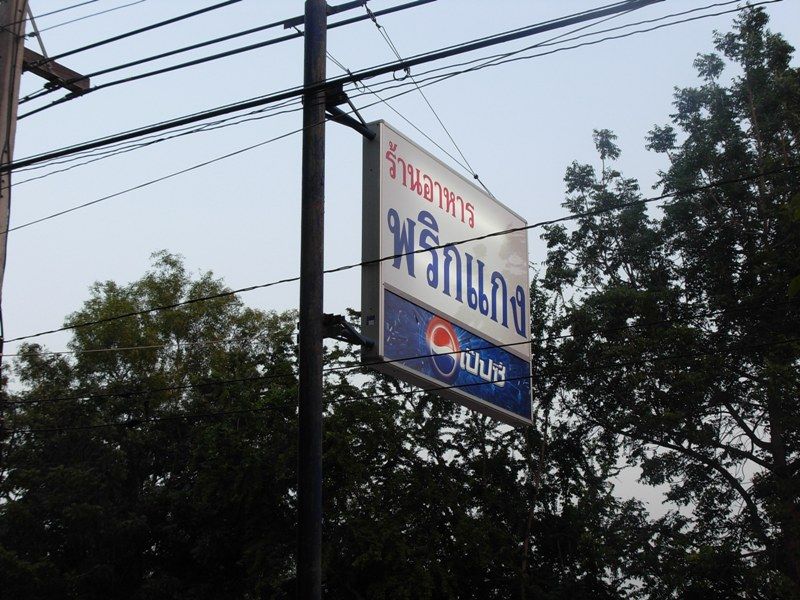 ร้านอาหาร
พริกแกง
เป๊ปซี่